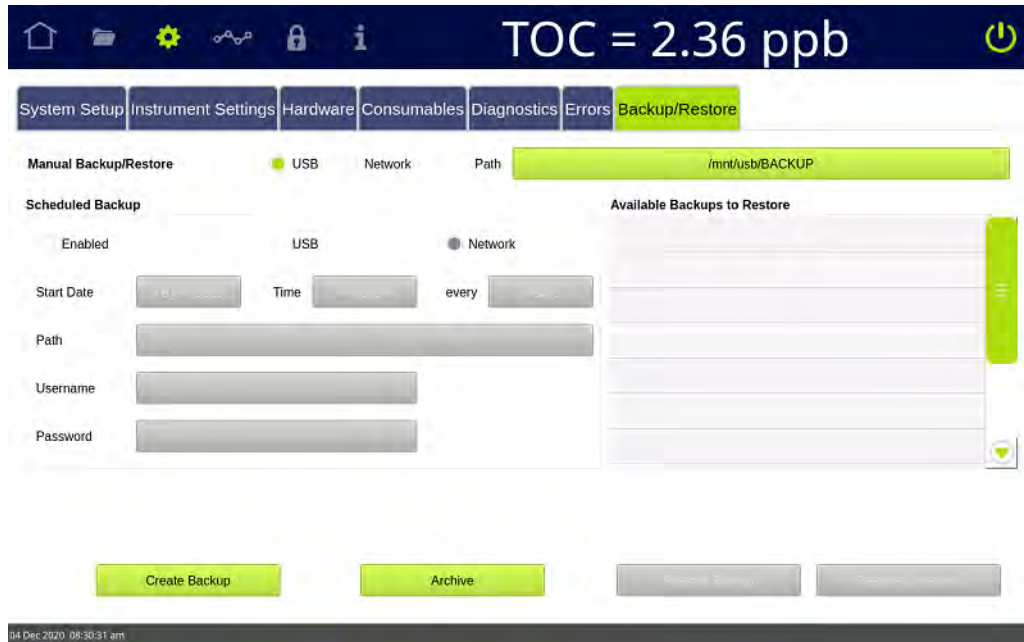 TOC = 2.36 ppb
System Setup Instrument Settings Hardware Consumables Diagnostics Errors Backup/Restore
Manual Backup/Restore USB Network Path /mnt/usb/BACKUP
Scheduled Backup Available Backups to Restore
Enabled USB Network
Start Date Time every
Path
Username
Password
Create Backup Archive
04 Dec 2020 08:30:31 am